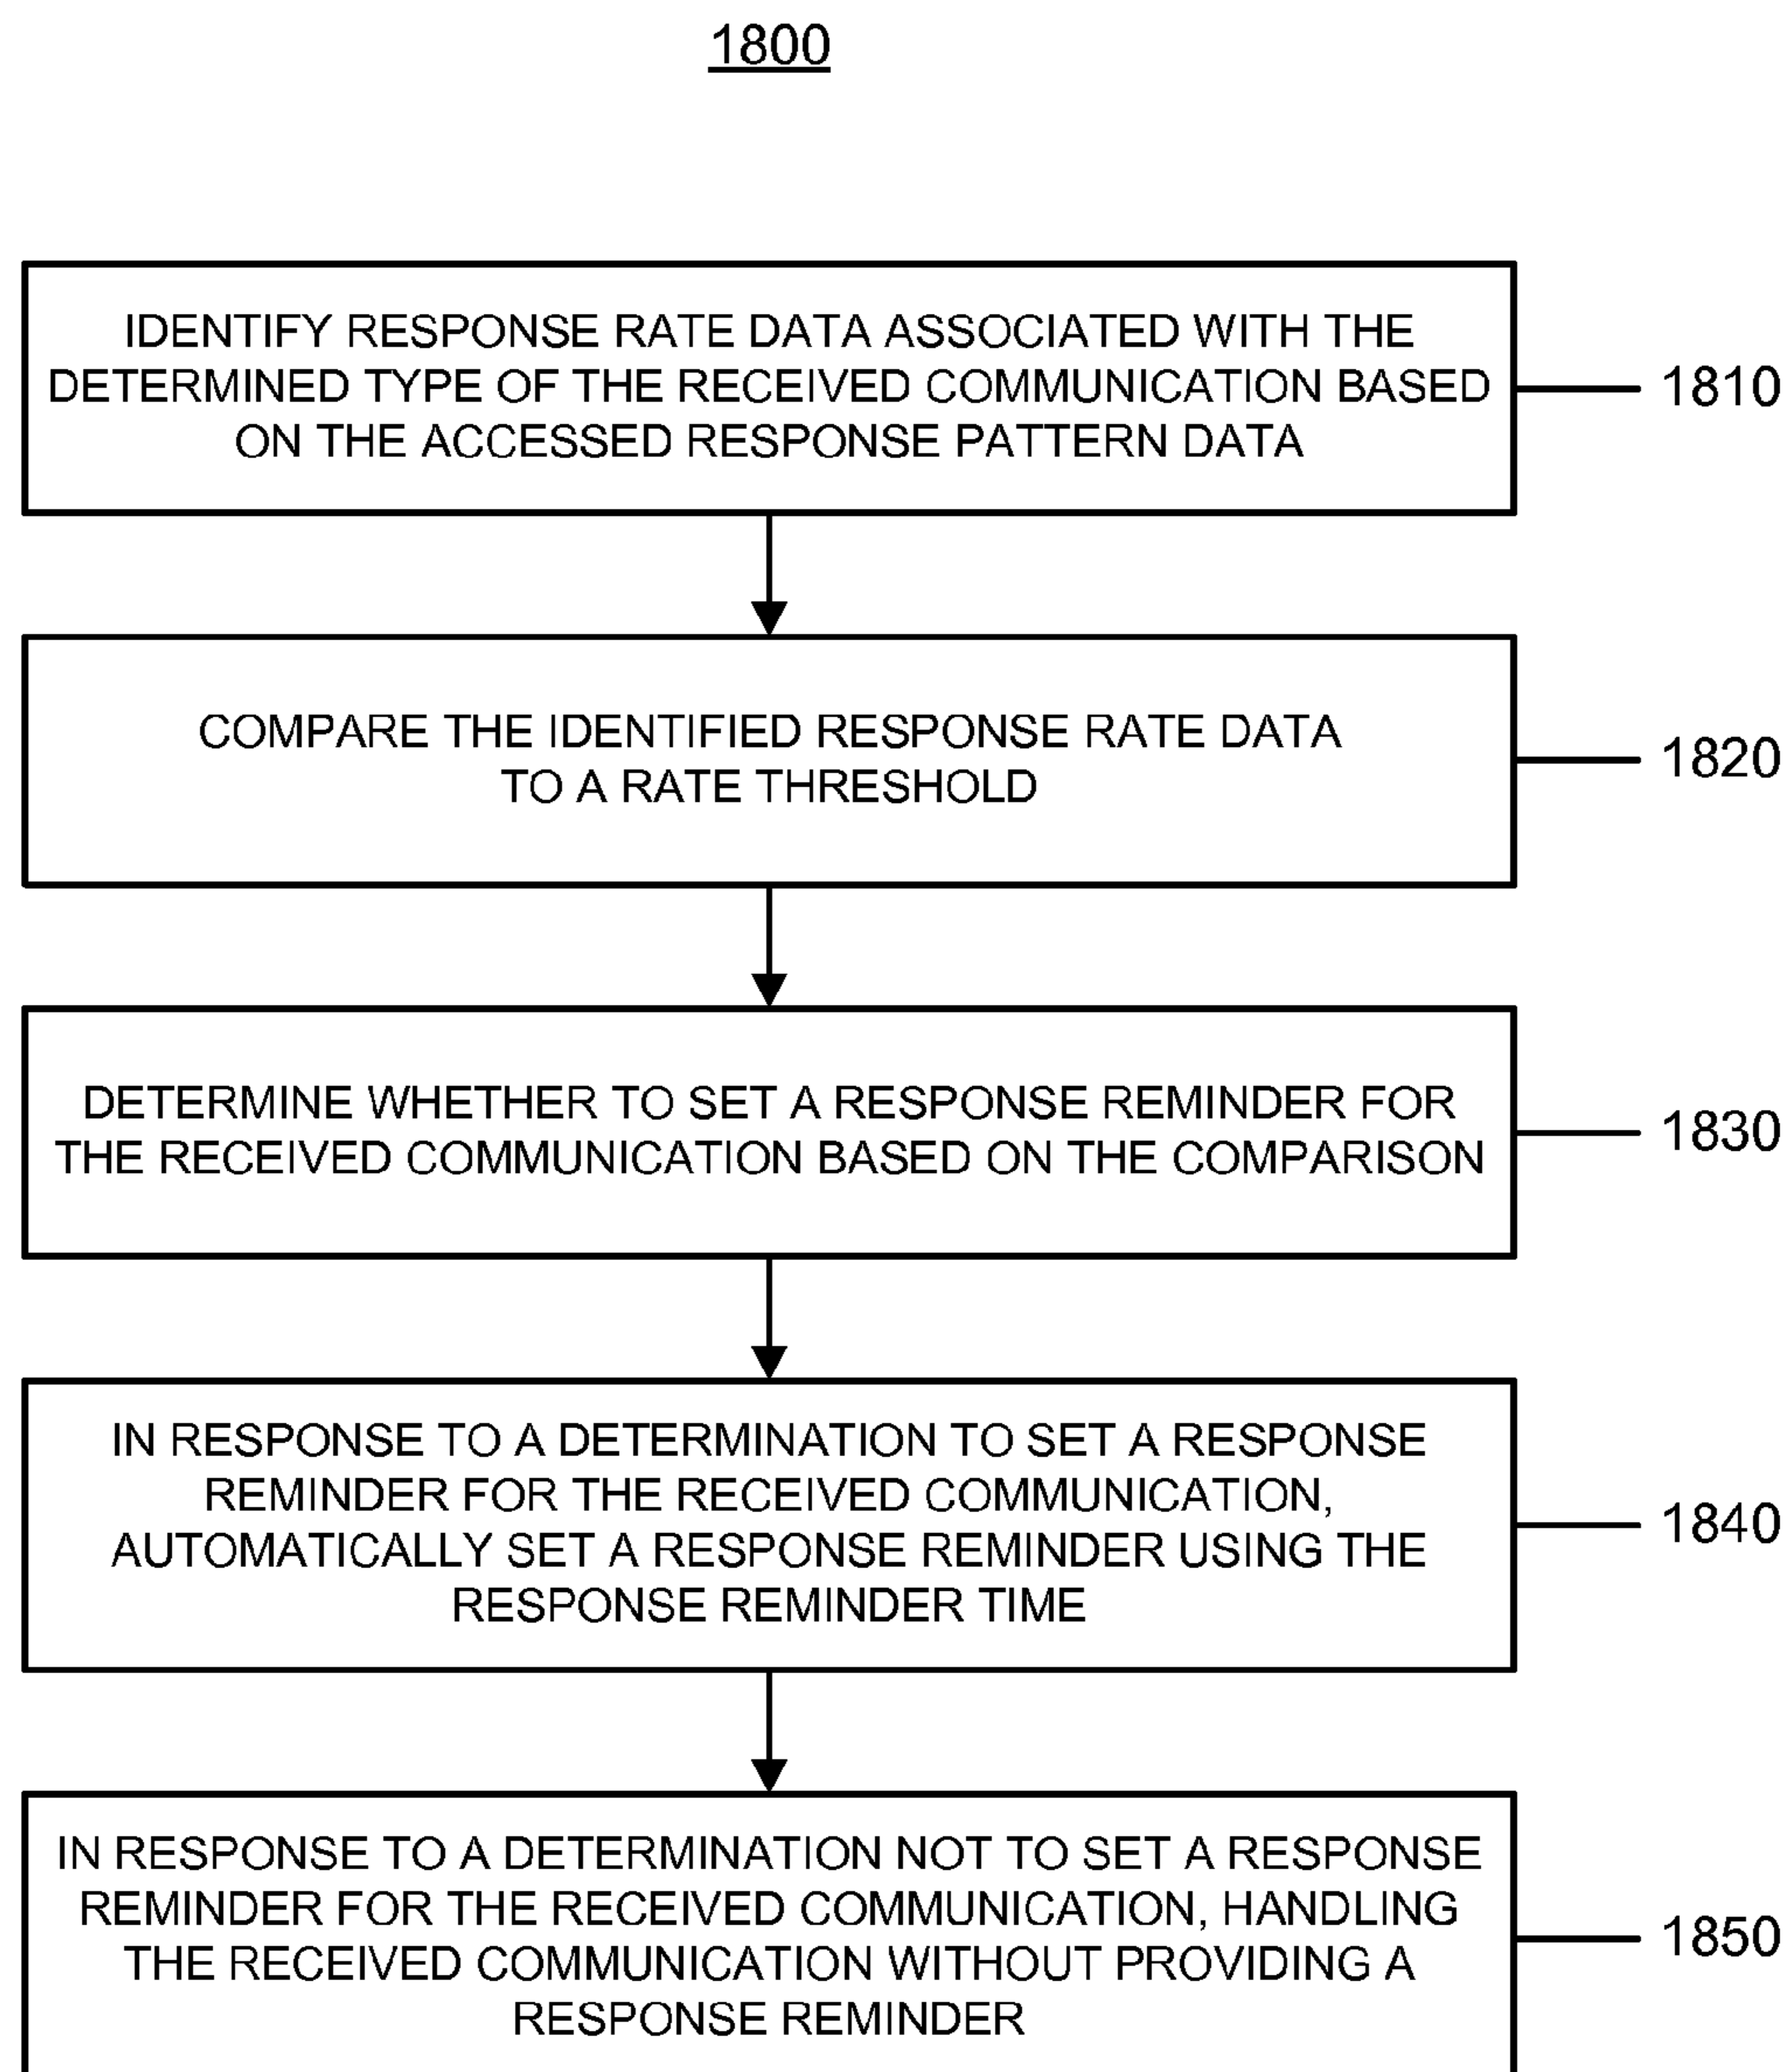 1800
IDENTIFY RESPONSE RATE DATA ASSOCIATED WITH THE
DETERMINED TYPE OF THE RECEIVED COMMUNICATION BASED
ON THE ACCESSED RESPONSE PATTERN DATA
1810
COMPARE THE IDENTIFIED RESPONSE RATE DATA
TO A RATE THRESHOLD
1820
DETERMINE WHETHER TO SET A RESPONSE REMINDER FOR
THE RECEIVED COMMUNICATION BASED ON THE COMPARISON
1830
IN RESPONSE TO A DETERMINATION TO SET A RESPONSE
REMINDER FOR THE RECEIVED COMMUNICATION,
AUTOMATICALLY SET A RESPONSE REMINDER USING THE
RESPONSE REMINDER TIME
1840
IN RESPONSE TO A DETERMINATION NOT TO SET A RESPONSE
REMINDER FOR THE RECEIVED COMMUNICATION, HANDLING
THE RECEIVED COMMUNICATION WITHOUT PROVIDING A
RESPONSE REMINDER
1850